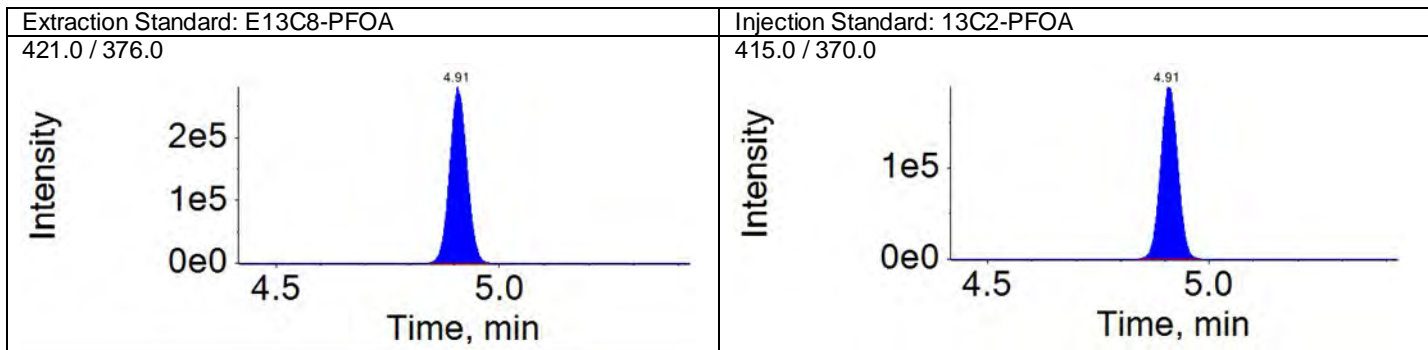 Extraction Standard: E13C8-PFOA
421.0 / 376.0
4.91
Intensity
2e5
1e5
0e0
4.5 5.0
Time, min
Injection Standard: 13C2-PFOA
415.0 / 370.0
4.91
Intensity
1e5
0e0
4.5 5.0
Time, min